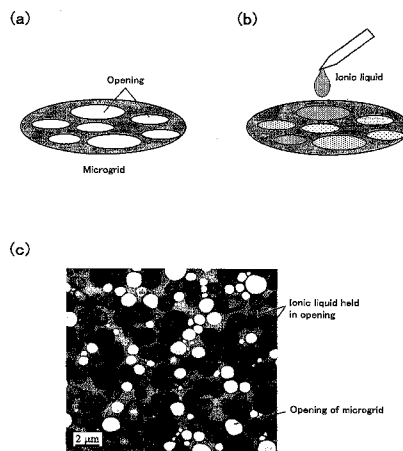 (a)
(b)
Opening
Ionic liquid
Microgrid
(c)
Ionic liquid held
in opening
Opening of microgrid
2 μm